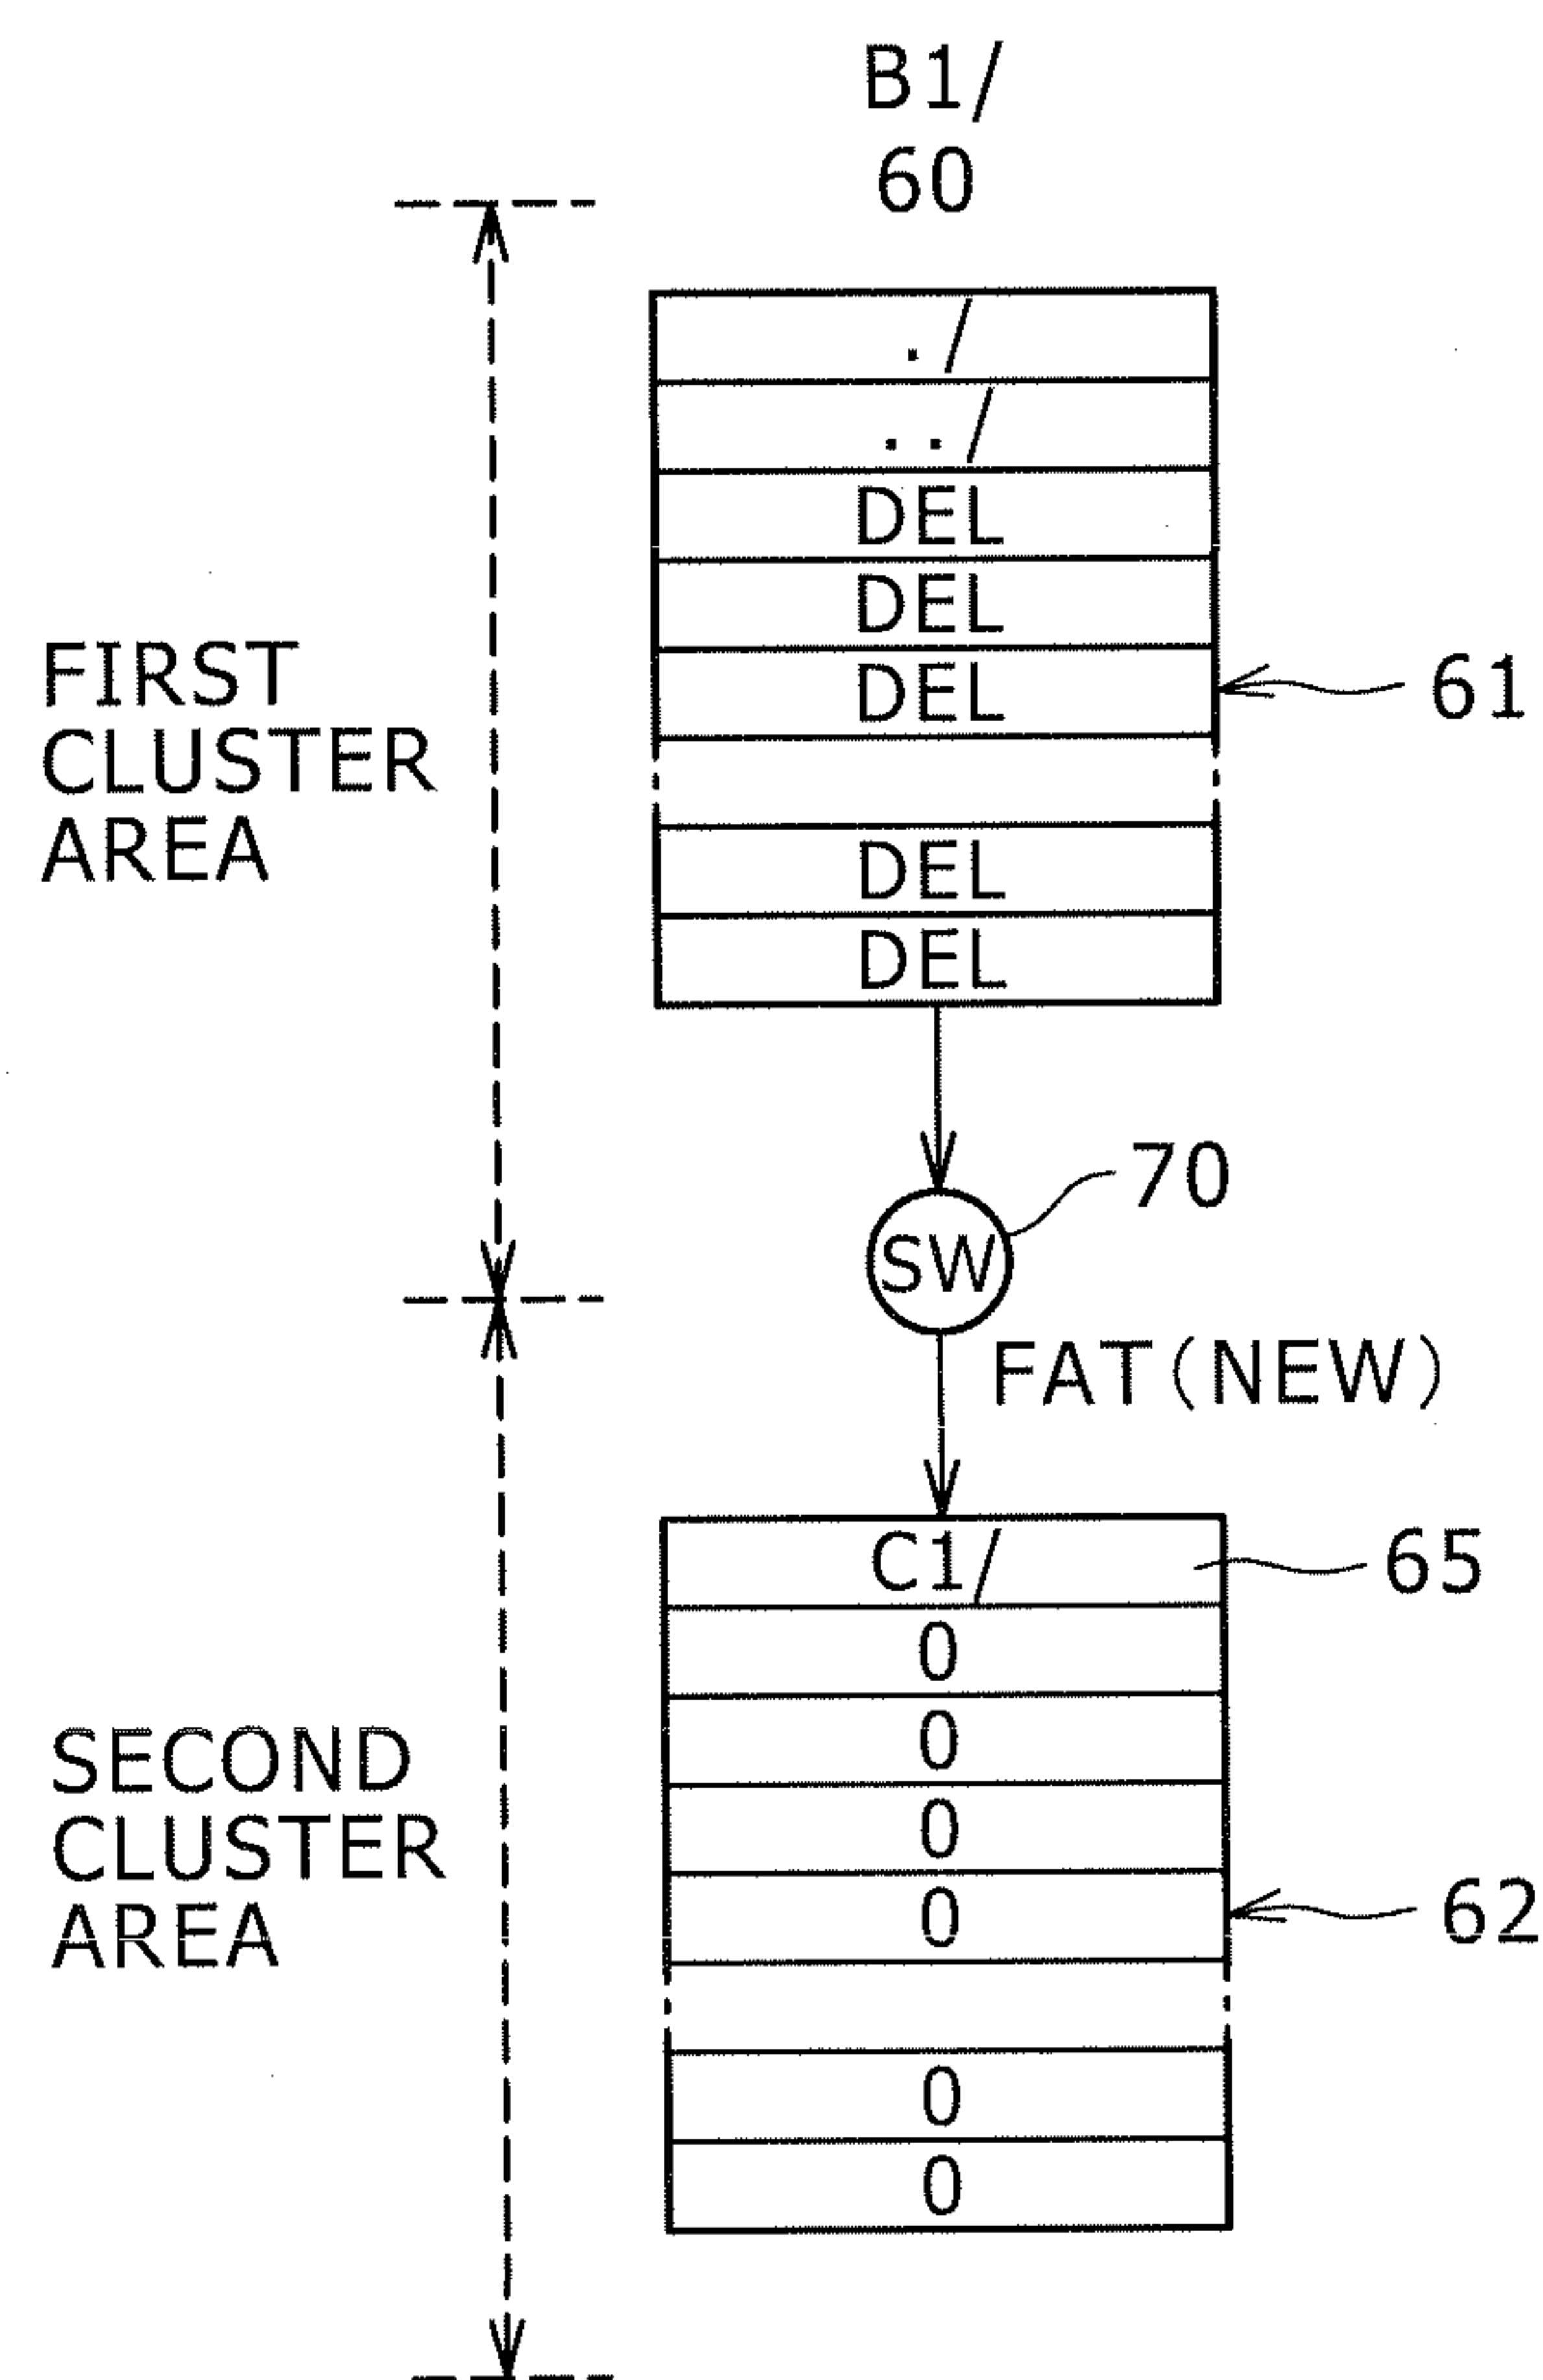 B1/
60
./
../
DEL
DEL
DEL
61
DEL
DEL
FIRST
CLUSTER
AREA
70
SW
FAT(NEW)
C1/
65
0
0
0
0
62
0
0
SECOND
CLUSTER
AREA